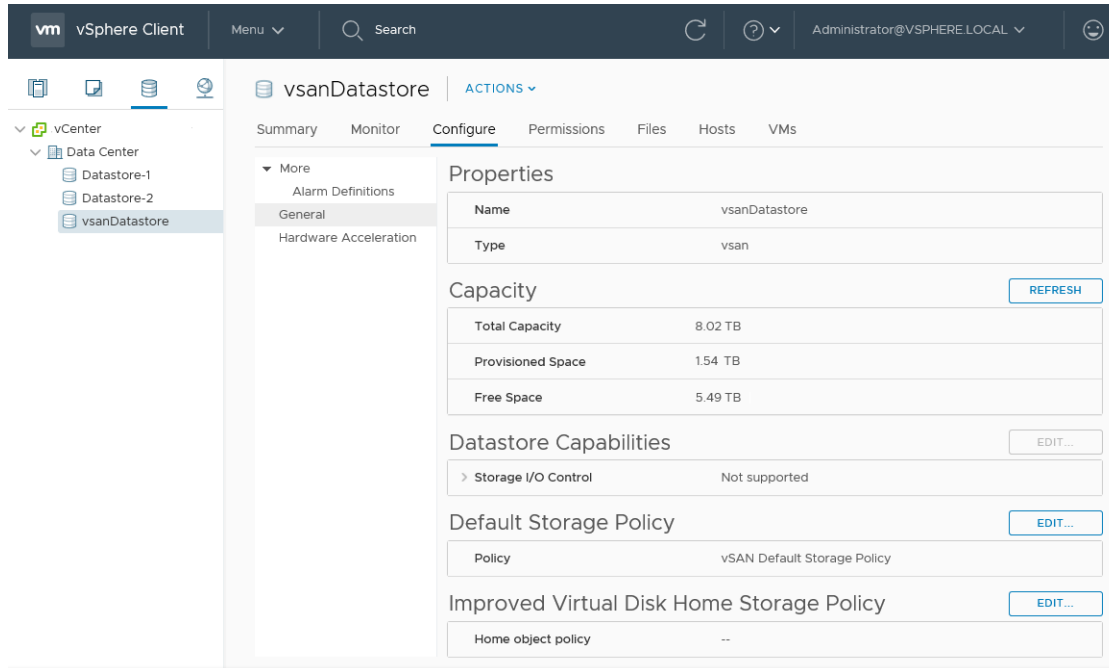 vm vSphere Client Menu Search Administrator@VSPHERE.LOCAL
vCenter
Data Center
Datastore-1
Datastore-2
vsanDatastore
vsanDatastore ACTIONS
Summary Monitor Configure Permissions Files Hosts VMs
More
Alarm Definitions
General
Hardware Acceleration
Properties
Name vsanDatastore
Type vsan
Capacity REFRESH
Total Capacity 8.02 TB
Provisioned Space 1.54 TB
Free Space 5.49 TB
Datastore Capabilities EDIT...
Storage I/O Control Not supported
Default Storage Policy EDIT...
Policy vSAN Default Storage Policy
Improved Virtual Disk Home Storage Policy EDIT...
Home object policy --